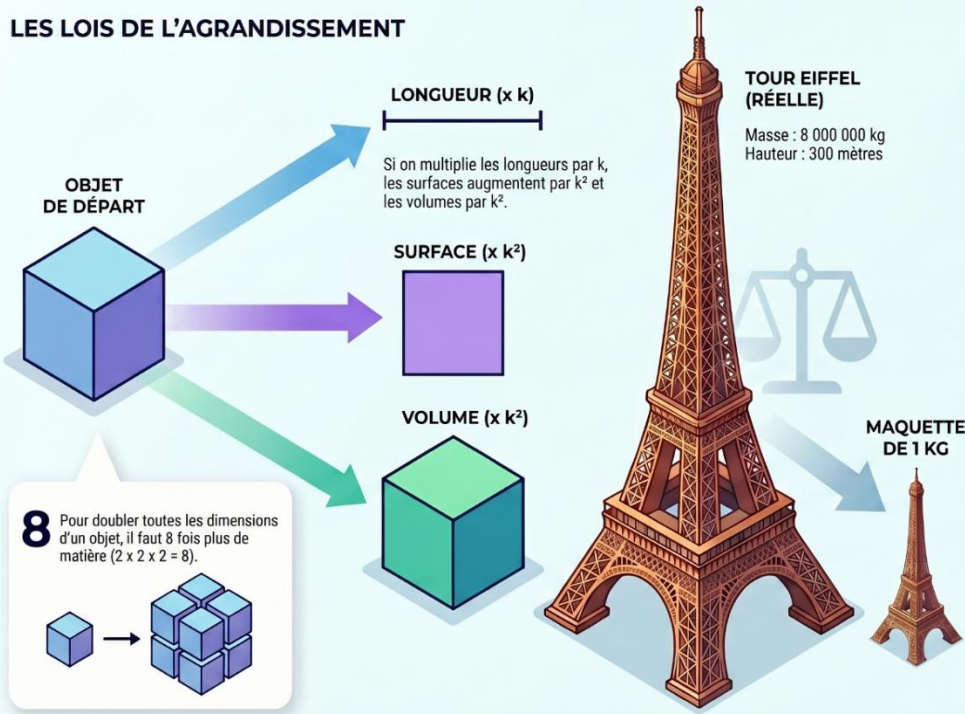 LES LOIS DE L’AGRANDISSEMENT
OBJET
DE DÉPART
LONGUEUR (x k)
Si on multiplie les longueurs par k,
les surfaces augmentent par k² et
les volumes par k².
SURFACE (x k²)
VOLUME (x k²)
8 Pour doubler toutes les dimensions
d’un objet, il faut 8 fois plus de
matière (2 x 2 x 2 = 8).
TOUR EIFFEL
(RÉELLE)
Masse : 8 000 000 kg
Hauteur : 300 mètres
MAQUETTE
DE 1 KG